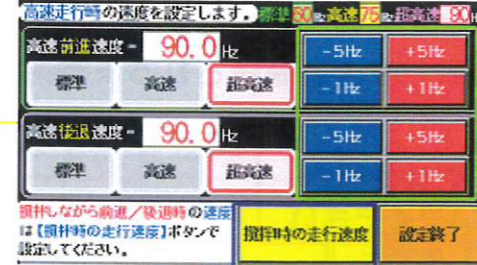 高速走行時の速度を設定します。標準60Hz高速75Hz超高速90H
高速前進速度= 90.0 Hz
-5Hz +5Hz
標準 高速 超高速
-1Hz +1Hz
高速後退速度= 90.0 Hz
-5Hz +5Hz
標準 高速 超高速
-1Hz +1Hz
攪拌しながら前進/後進時の速度
は【攪拌時の走行速度】ボタンで
設定してください。
攪拌時の走行速度 設定終了